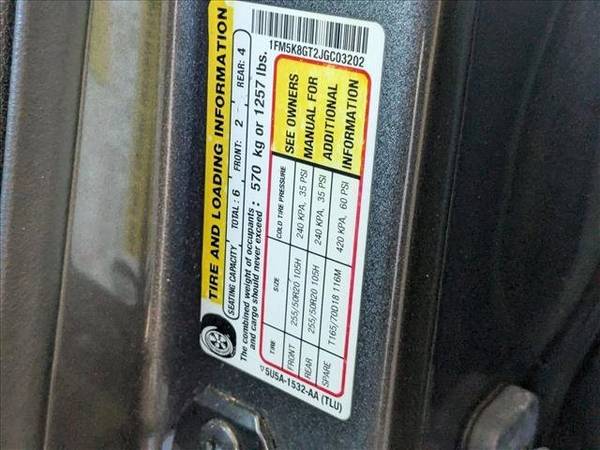 TIRE AND LOADING INFORMATION
SEATING CAPACITY TOTAL: 6 FRONT: 2 REAR: 4
The combined weight of occupants
and cargo should never exceed: 570 kg or 1257 lbs.
TIRE SIZE COLD TIRE PRESSURE
FRONT 255/50R20 105H 240 KPA, 35 PSI
REAR 255/50R20 105H 240 KPA, 35 PSI
SPARE T165/70D18 116M 420 KPA, 60 PSI
SEE OWNERS
MANUAL FOR
ADDITIONAL
INFORMATION
5U5A-1532-AA (TLU)
1FM5K8GT2JGC03202